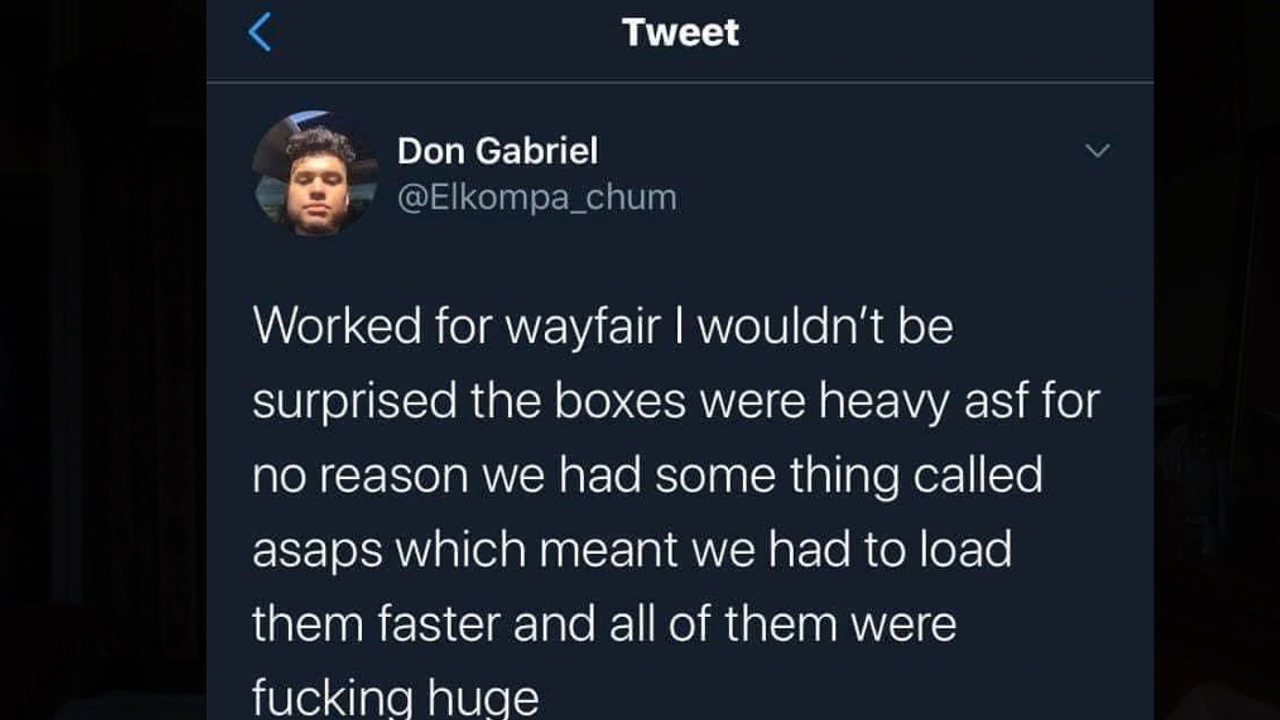 Tweet
Don Gabriel
@Elkompa_chum
Worked for wayfair I wouldn't be
surprised the boxes were heavy asf for
no reason we had some thing called
asaps which meant we had to load
them faster and all of them were
fucking huge